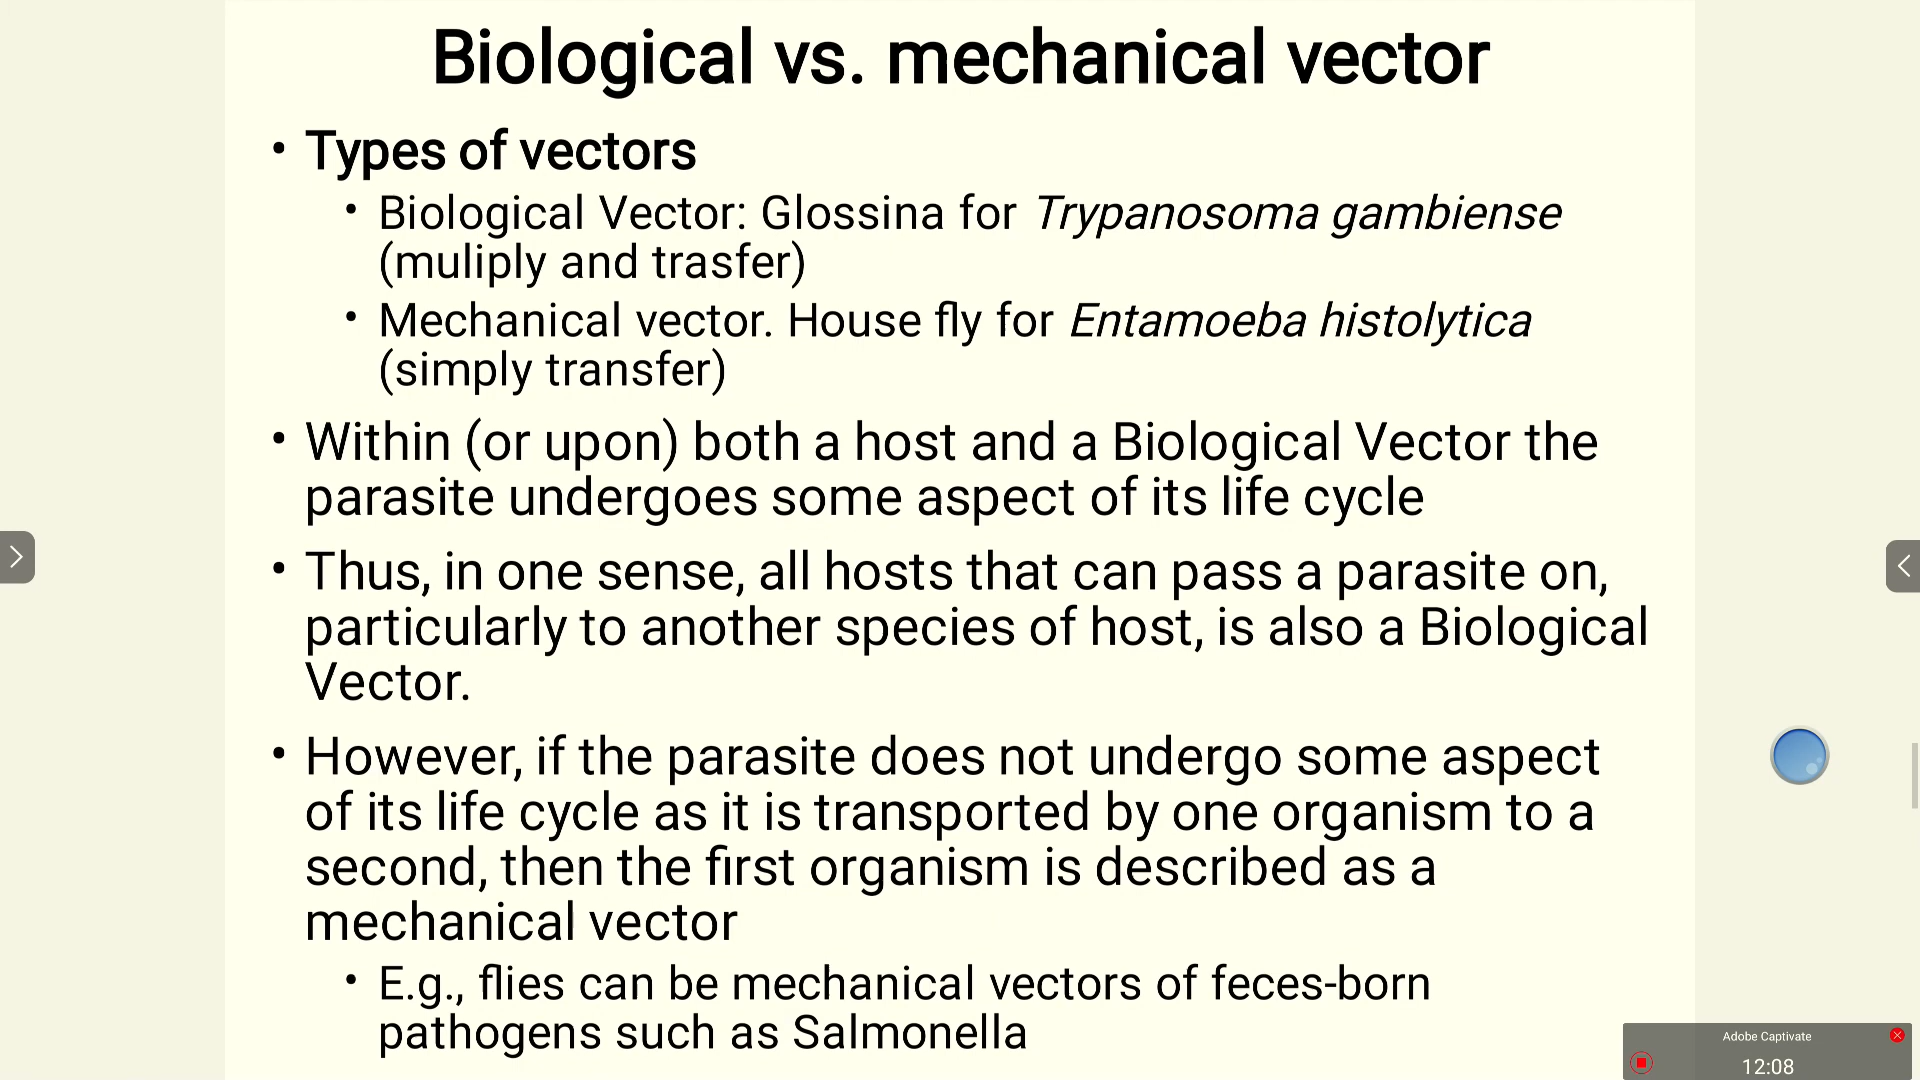 Biological vs. mechanical vector
• Types of vectors
• Biological Vector: Glossina for Trypanosoma gambiense
(muliply and trasfer)
• Mechanical vector. House fly for Entamoeba histolytica
(simply transfer)
• Within (or upon) both a host and a Biological Vector the
parasite undergoes some aspect of its life cycle
• Thus, in one sense, all hosts that can pass a parasite on,
particularly to another species of host, is also a Biological
Vector.
• However, if the parasite does not undergo some aspect
of its life cycle as it is transported by one organism to a
second, then the first organism is described as a
mechanical vector
• E.g., flies can be mechanical vectors of feces-born
pathogens such as Salmonella
Adobe Captivate
12:08